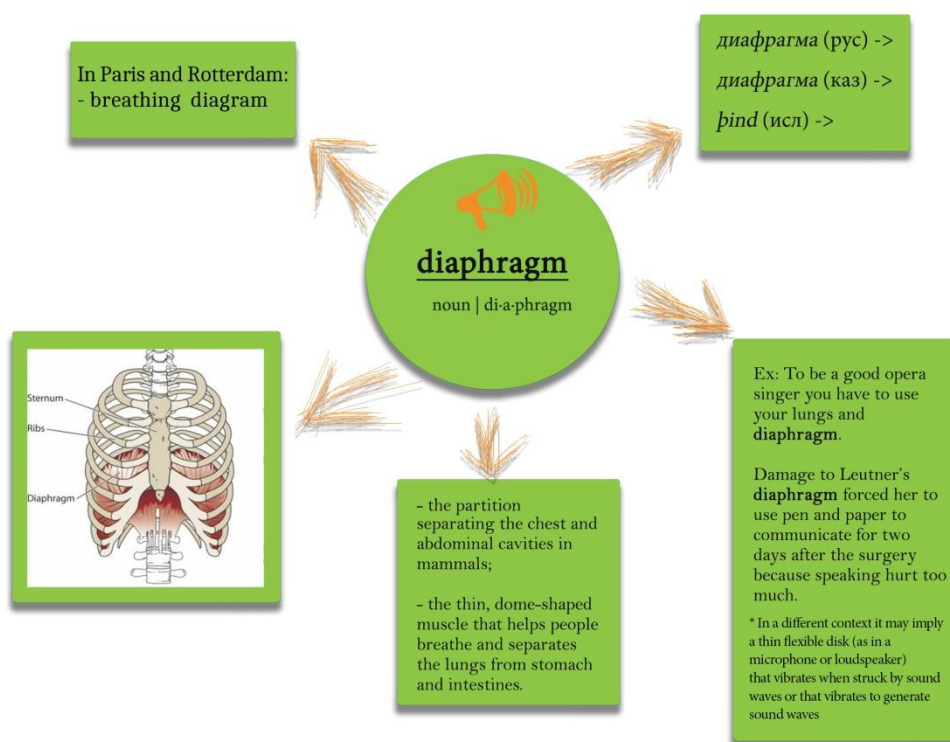 In Paris and Rotterdam:
- breathing diagram
диафрагма (рус) ->
диафрагма (каз) ->
þind (исл) ->
diaphragm
noun | di·a·phragm
Sternum
Ribs
Diaphragm
- the partition
separating the chest and
abdominal cavities in
mammals;
- the thin, dome-shaped
muscle that helps people
breathe and separates
the lungs from stomach
and intestines.
Ex: To be a good opera
singer you have to use
your lungs and
diaphragm.
Damage to Leutner's
diaphragm forced her to
use pen and paper to
communicate for two
days after the surgery
because speaking hurt too
much.
* In a different context it may imply
a thin flexible disk (as in a
microphone or loudspeaker)
that vibrates when struck by sound
waves or that vibrates to generate
sound waves